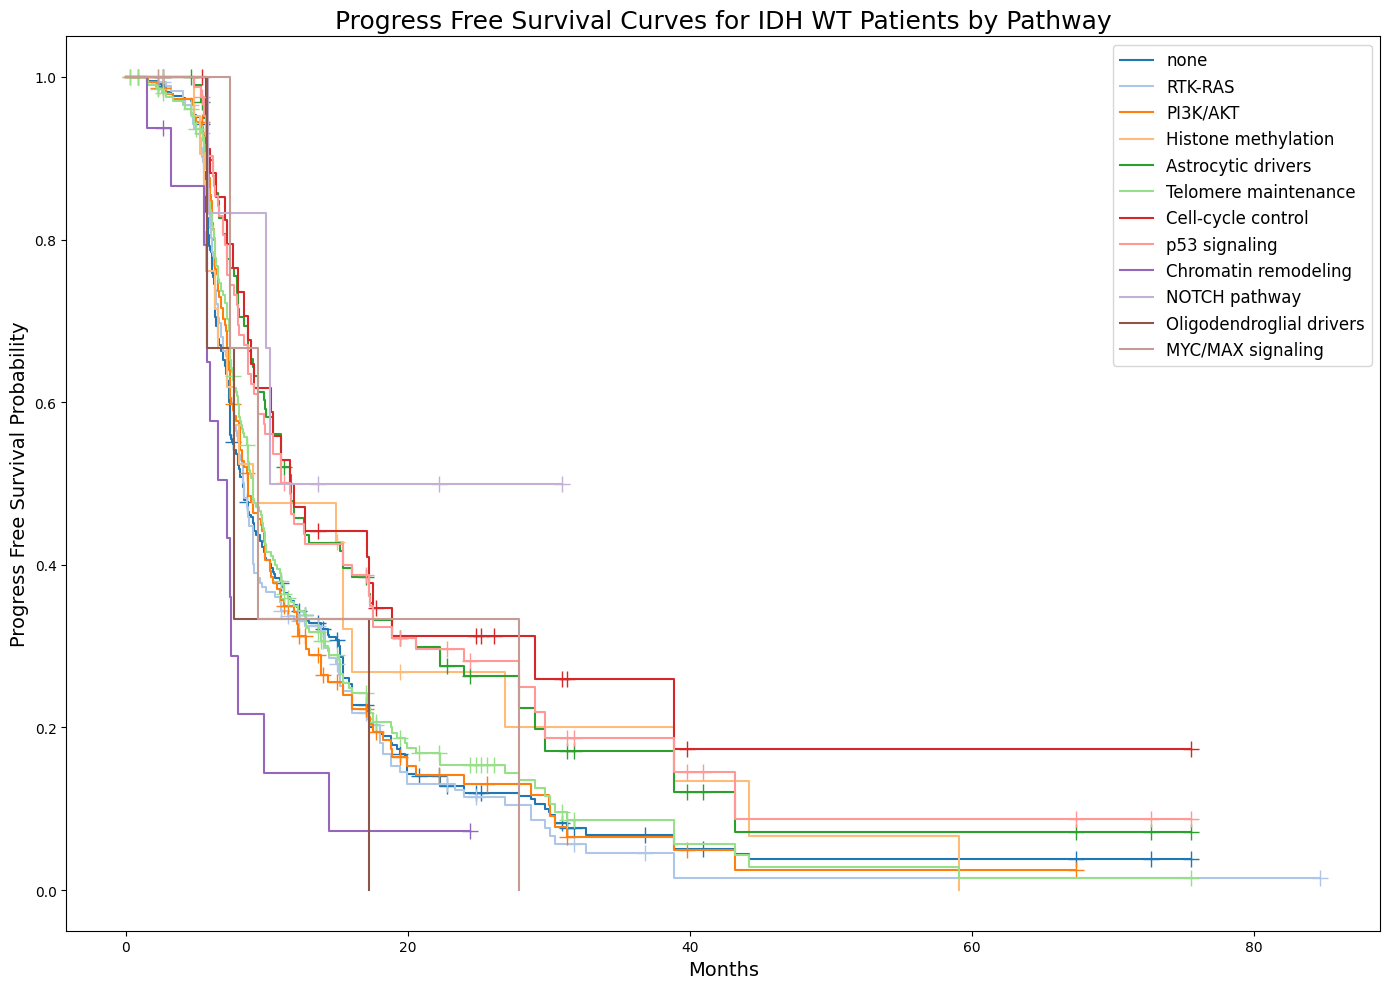 Progress Free Survival Curves for IDH WT Patients by Pathway
none
RTK-RAS
PI3K/AKT
Histone methylation
Astrocytic drivers
Telomere maintenance
Cell-cycle control
p53 signaling
Chromatin remodeling
NOTCH pathway
Oligodendroglial drivers
MYC/MAX signaling
Progress Free Survival Probability
1.0
0.8
0.6
0.4
0.2
0.0
0
20
40
60
80
Months